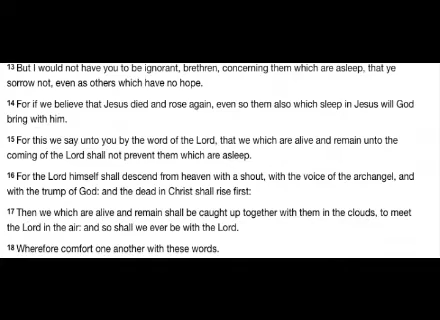 13 But I would not have you to be ignorant, brethren, concerning them which are asleep, that ye
sorrow not, even as others which have no hope.
14 For if we believe that Jesus died and rose again, even so them also which sleep in Jesus will God
bring with him.
15 For this we say unto you by the word of the Lord, that we which are alive and remain unto the
coming of the Lord shall not prevent them which are asleep.
16 For the Lord himself shall descend from heaven with a shout, with the voice of the archangel, and
with the trump of God: and the dead in Christ shall rise first:
17 Then we which are alive and remain shall be caught up together with them in the clouds, to meet
the Lord in the air: and so shall we ever be with the Lord.
18 Wherefore comfort one another with these words.